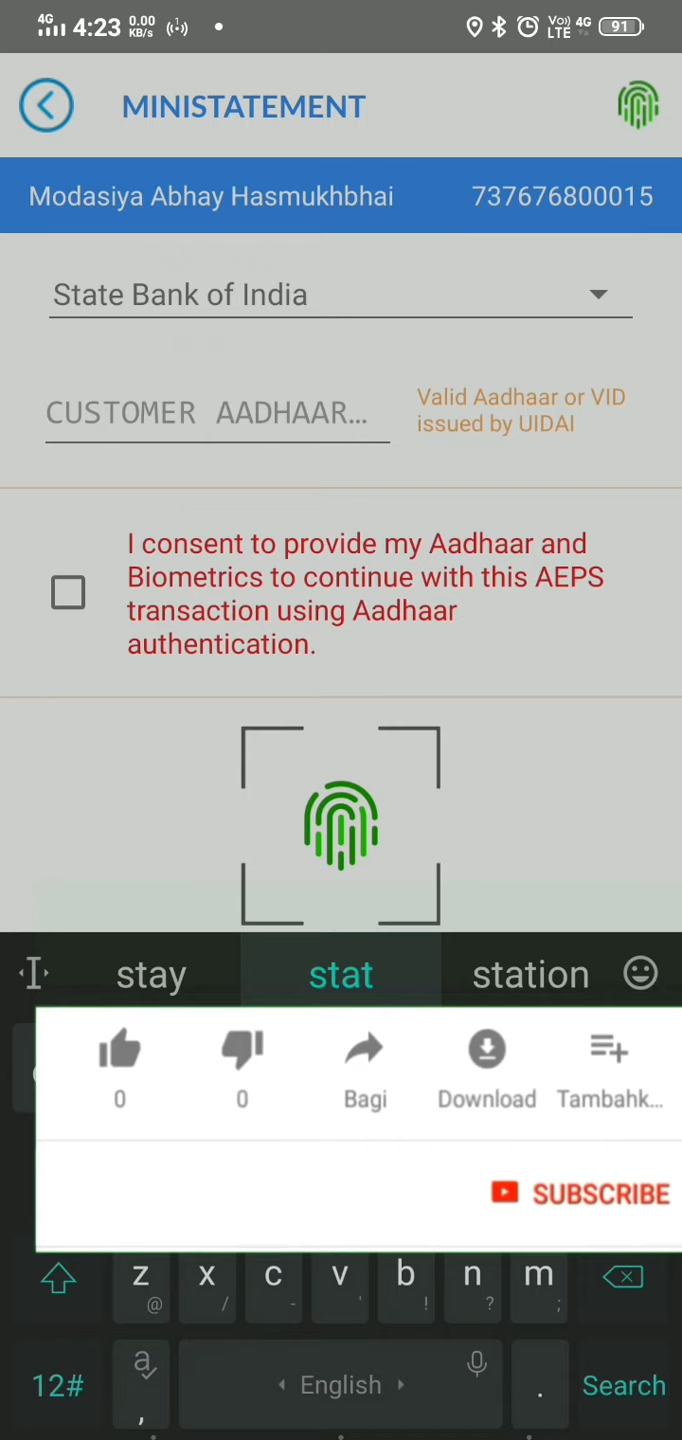 4G 4:23 0.00 KB/s Vo) LTE 4G 91
MINISTATEMENT
Modasiya Abhay Hasmukhbhai 737676800015
State Bank of India
CUSTOMER AADHAAR…
Valid Aadhaar or VID
issued by UIDAI
I consent to provide my Aadhaar and
Biometrics to continue with this AEPS
transaction using Aadhaar
authentication.
stay stat station
0 0 Bagi Download Tambahk...
SUBSCRIBE
z x c v b n m
@ / - ' ! ? ;
12# a , English . Search